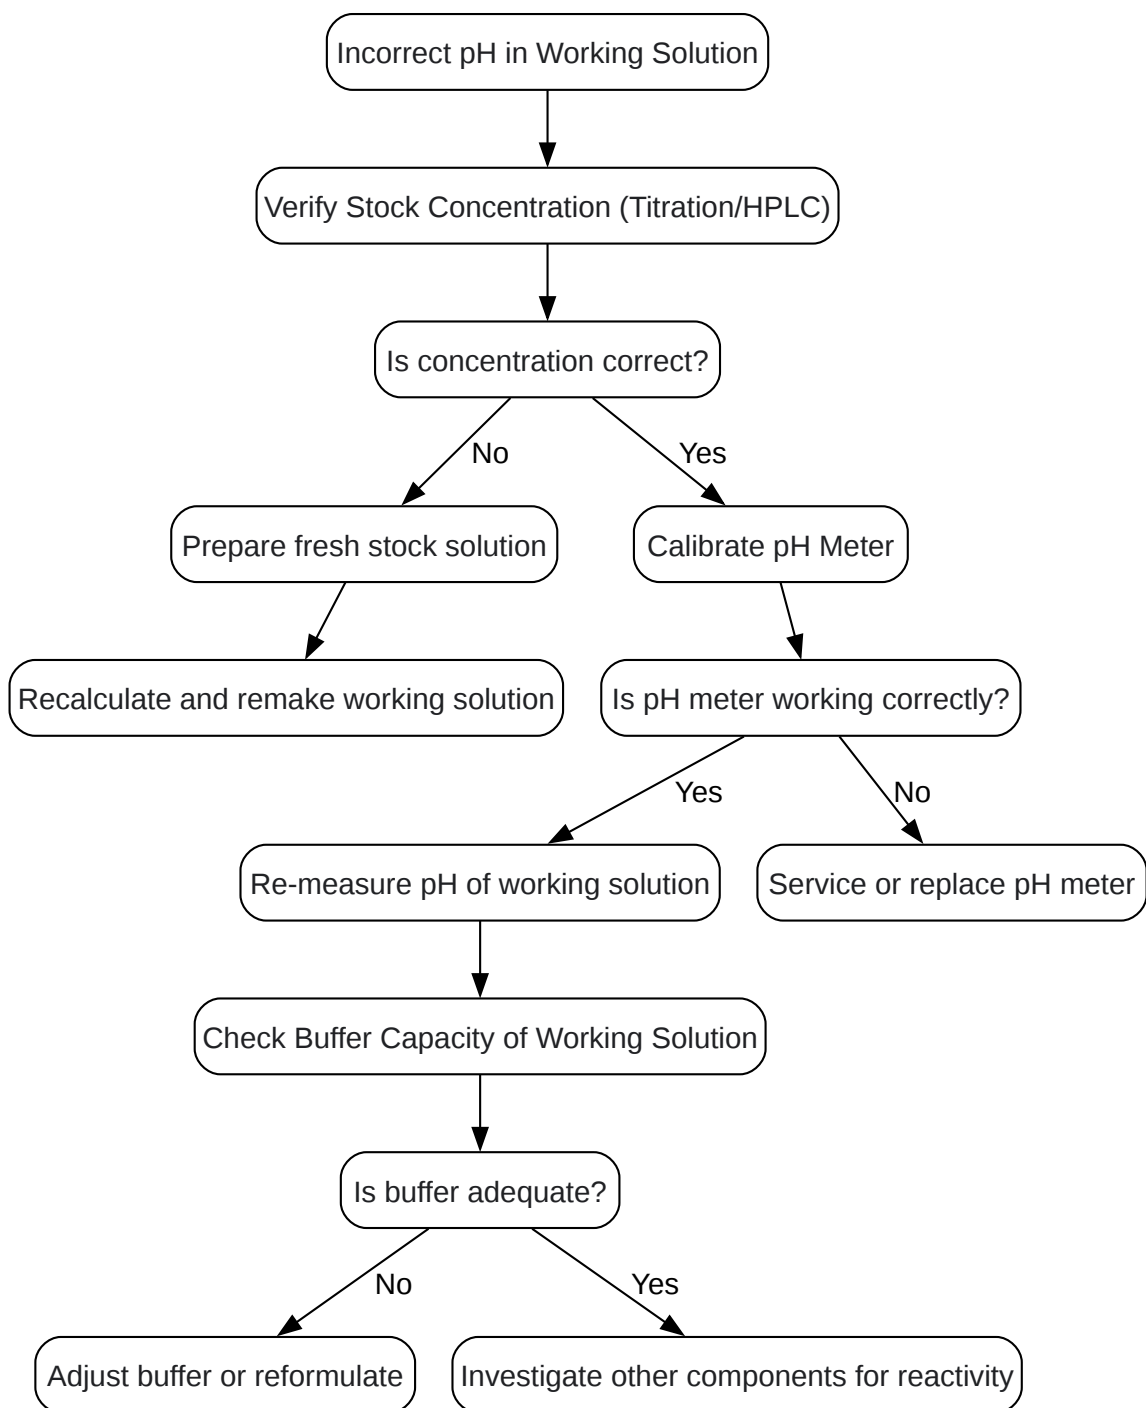 Incorrect pH in Working Solution
Verify Stock Concentration (Titration/HPLC)
Is concentration correct?
No
Yes
Prepare fresh stock solution
Calibrate pH Meter
Recalculate and remake working solution
Is pH meter working correctly?
Yes
No
Re-measure pH of working solution
Service or replace pH meter
Check Buffer Capacity of Working Solution
Is buffer adequate?
No
Yes
Adjust buffer or reformulate
Investigate other components for reactivity